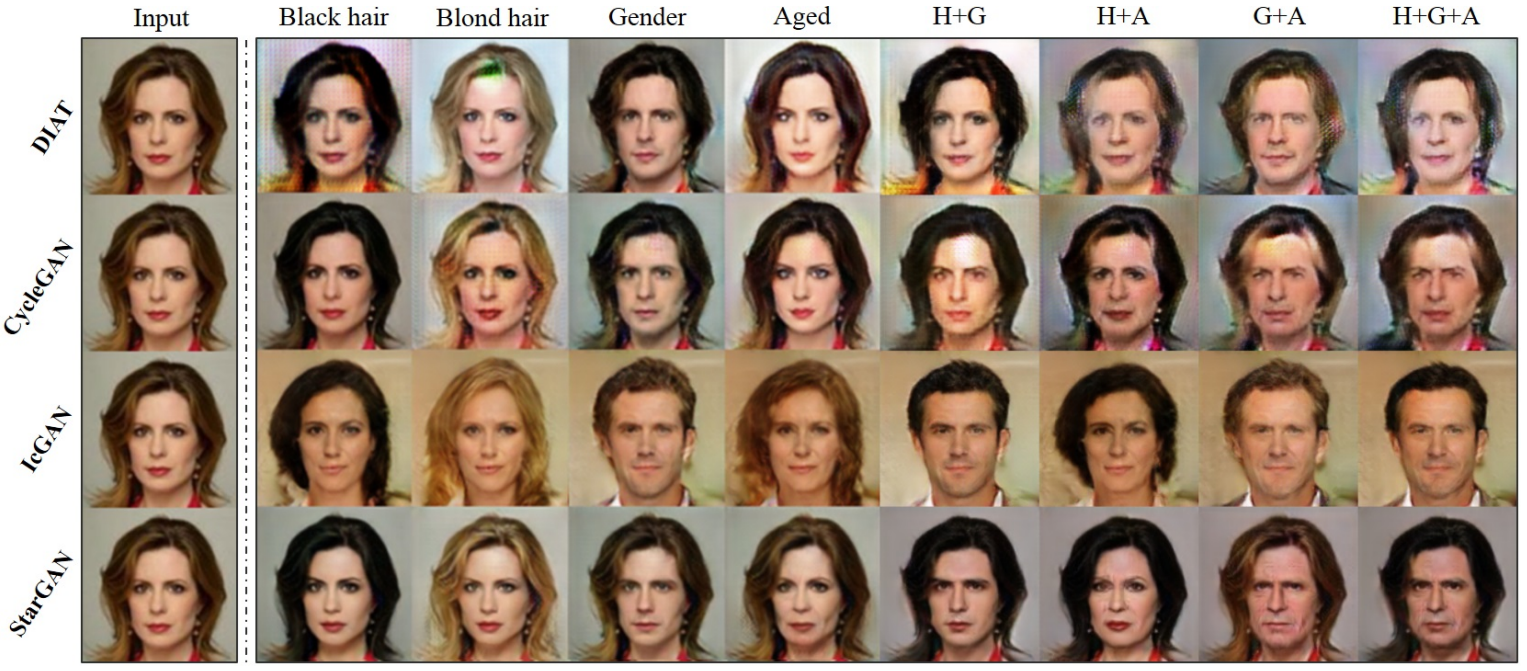 Input Black hair Blond hair Gender Aged H+G H+A G+A H+G+A
DIAT
CycleGAN
IcGAN
StarGAN